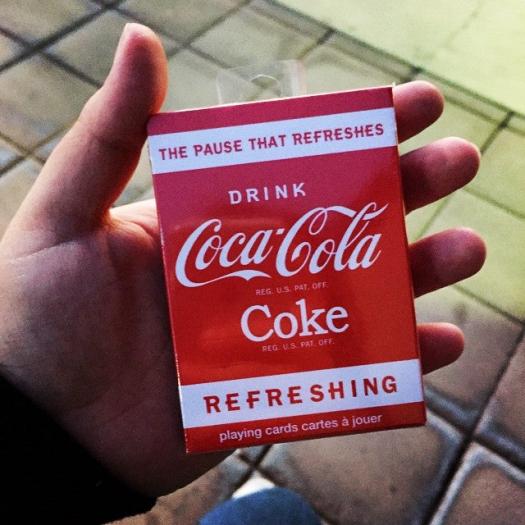 THE PAUSE THAT REFRESHES
DRINK
Coca-Cola
REG. U.S. PAT. OFF.
Coke
REG. U.S. PAT. OFF.
REFRESHING
playing cards cartes à jouer